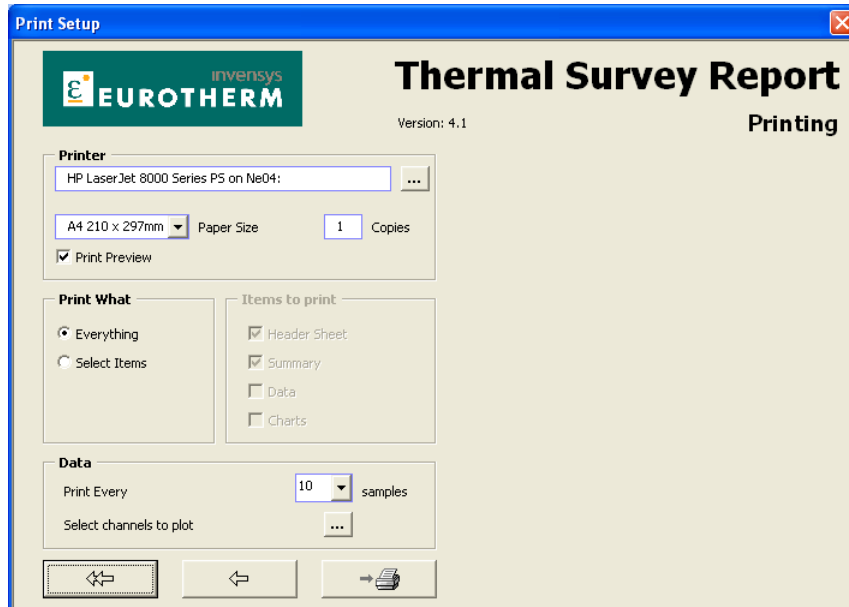 Print Setup
invensys
EUROTHERM
Thermal Survey Report
Version: 4.1
Printing
Printer
HP LaserJet 8000 Series PS on Ne04:
...
A4 210 x 297mm
Paper Size
1
Copies
Print Preview
Print What
Everything
Select Items
Items to print
Header Sheet
Summary
Data
Charts
Data
Print Every
10
samples
Select channels to plot
...